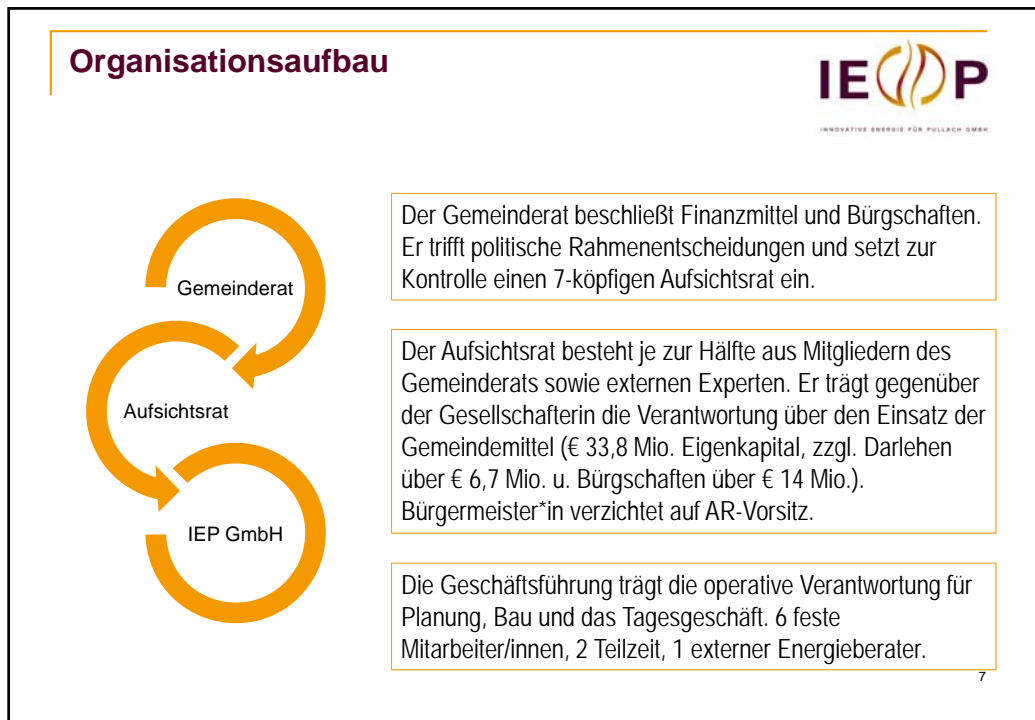 Organisationsaufbau
IEP
INNOVATIVE ENERGIE FÜR PULLACH GMBH
Gemeinderat
Der Gemeinderat beschließt Finanzmittel und Bürgschaften.
Er trifft politische Rahmenentscheidungen und setzt zur
Kontrolle einen 7-köpfigen Aufsichtsrat ein.
Aufsichtsrat
Der Aufsichtsrat besteht je zur Hälfte aus Mitgliedern des
Gemeinderats sowie externen Experten. Er trägt gegenüber
der Gesellschafterin die Verantwortung über den Einsatz der
Gemeindemittel (€ 33,8 Mio. Eigenkapital, zzgl. Darlehen
über € 6,7 Mio. u. Bürgschaften über € 14 Mio.).
Bürgermeister*in verzichtet auf AR-Vorsitz.
IEP GmbH
Die Geschäftsführung trägt die operative Verantwortung für
Planung, Bau und das Tagesgeschäft. 6 feste
Mitarbeiter/innen, 2 Teilzeit, 1 externer Energieberater.
7